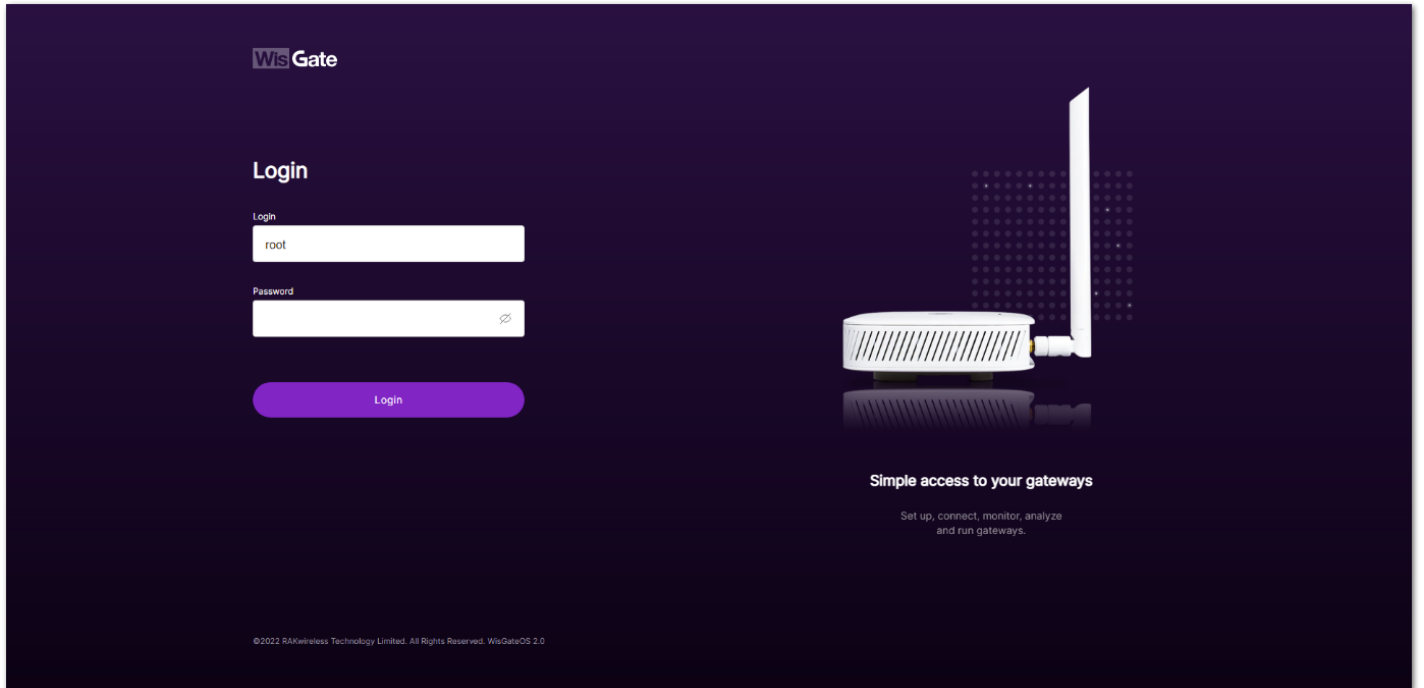 WisGate
Login
Login
root
Password
Login
Simple access to your gateways
Set up, connect, monitor, analyze
and run gateways.
©2022 RAKwireless Technology Limited. All Rights Reserved. WisGateOS 2.0